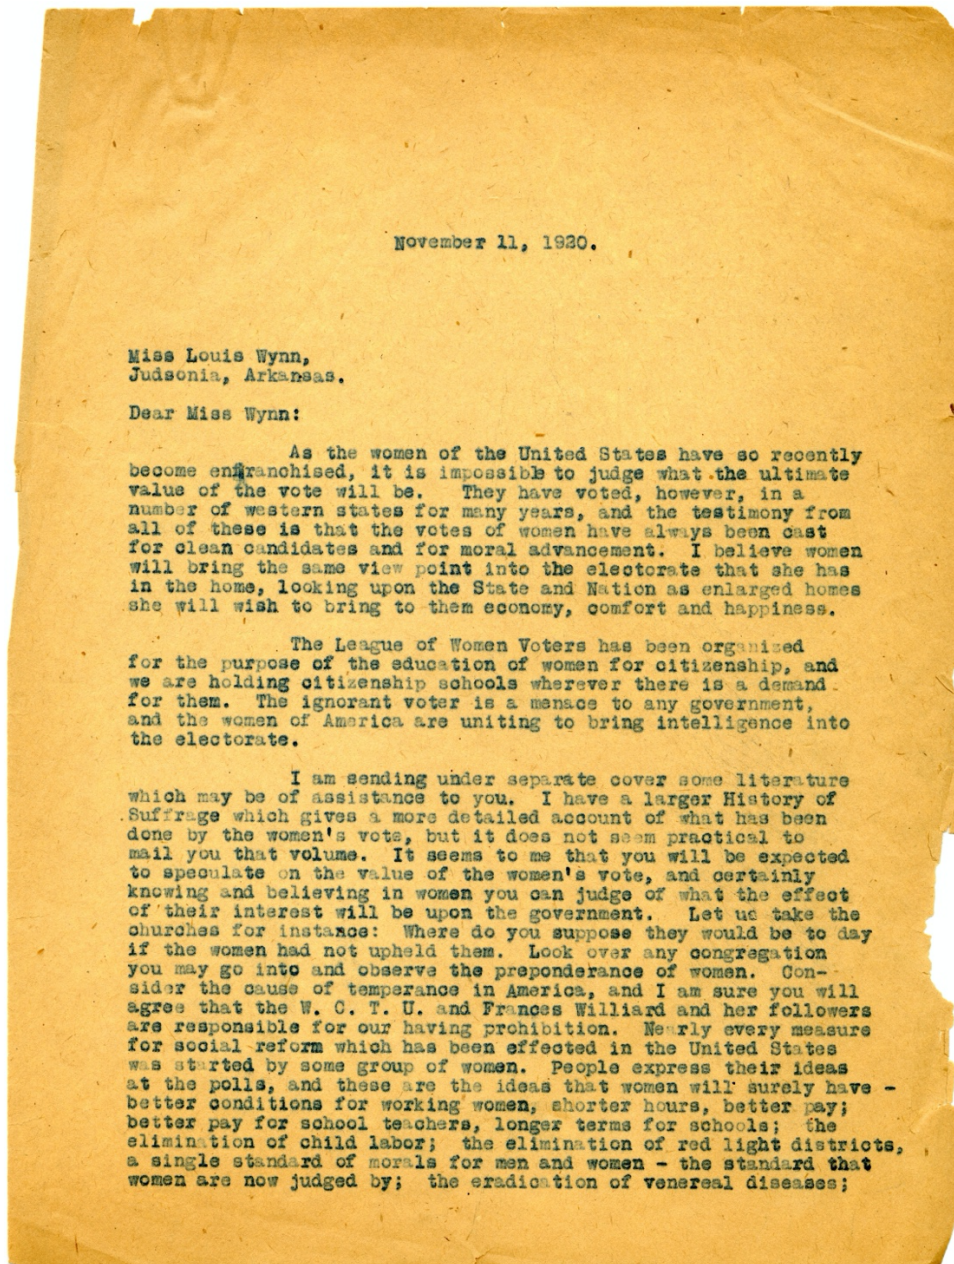 November 11, 1920.
Miss Louis Wynn,
Judsonia, Arkansas.
Dear Miss Wynn:
As the women of the United States have so recently
become enfranchised, it is impossible to judge what the ultimate
value of the vote will be. They have voted, however, in a
number of western states for many years, and the testimony from
all of these is that the votes of women have always been cast
for clean candidates and for moral advancement. I believe women
will bring the same view point into the electorate that she has
in the home, looking upon the State and Nation as enlarged homes
she will wish to bring to them economy, comfort and happiness.
The League of Women Voters has been organized
for the purpose of the education of women for citizenship, and
we are holding citizenship schools wherever there is a demand
for them. The ignorant voter is a menace to any government,
and the women of America are uniting to bring intelligence into
the electorate.
I am sending under separate cover some literature
which may be of assistance to you. I have a larger History of
Suffrage which gives a more detailed account of what has been
done by the women's vote, but it does not seem practical to
mail you that volume. It seems to me that you will be expected
to speculate on the value of the women's vote, and certainly
knowing and believing in women you can judge of what the effect
of their interest will be upon the government. Let us take the
churches for instance: Where do you suppose they would be to day
if the women had not upheld them. Look over any congregation
you may go into and observe the preponderance of women. Con-
sider the cause of temperance in America, and I am sure you will
agree that the W. C. T. U. and Frances Williard and her followers
are responsible for our having prohibition. Nearly every measure
for social reform which has been effected in the United States
was started by some group of women. People express their ideas
at the polls, and these are the ideas that women will surely have -
better conditions for working women, shorter hours, better pay;
better pay for school teachers, longer terms for schools; the
elimination of child labor; the elimination of red light districts,
a single standard of morals for men and women - the standard that
women are now judged by; the eradication of venereal diseases;